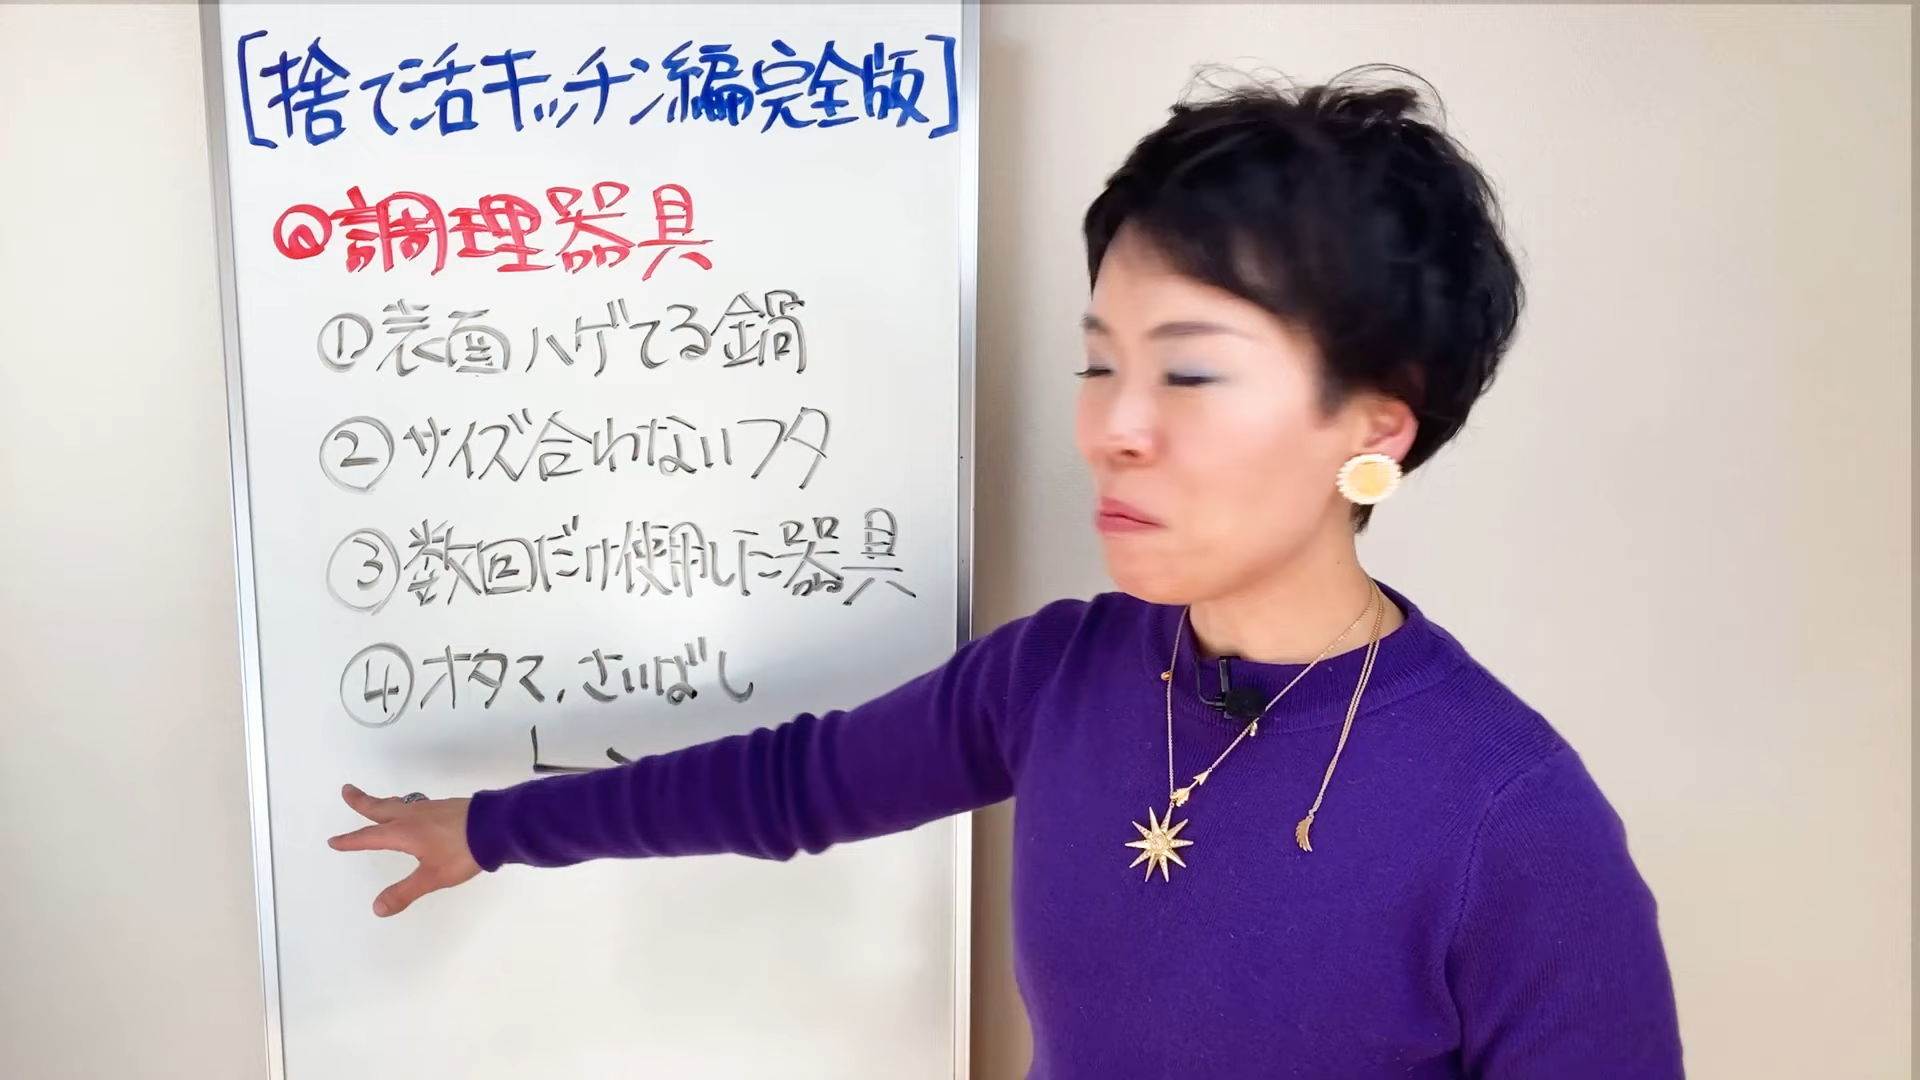 [捨て活キッチン編完全版]
@調理器具
①表面ハゲてる鍋
②サイズ合わないフタ
③数回だけ使用した器具
④オタマ、さいばし